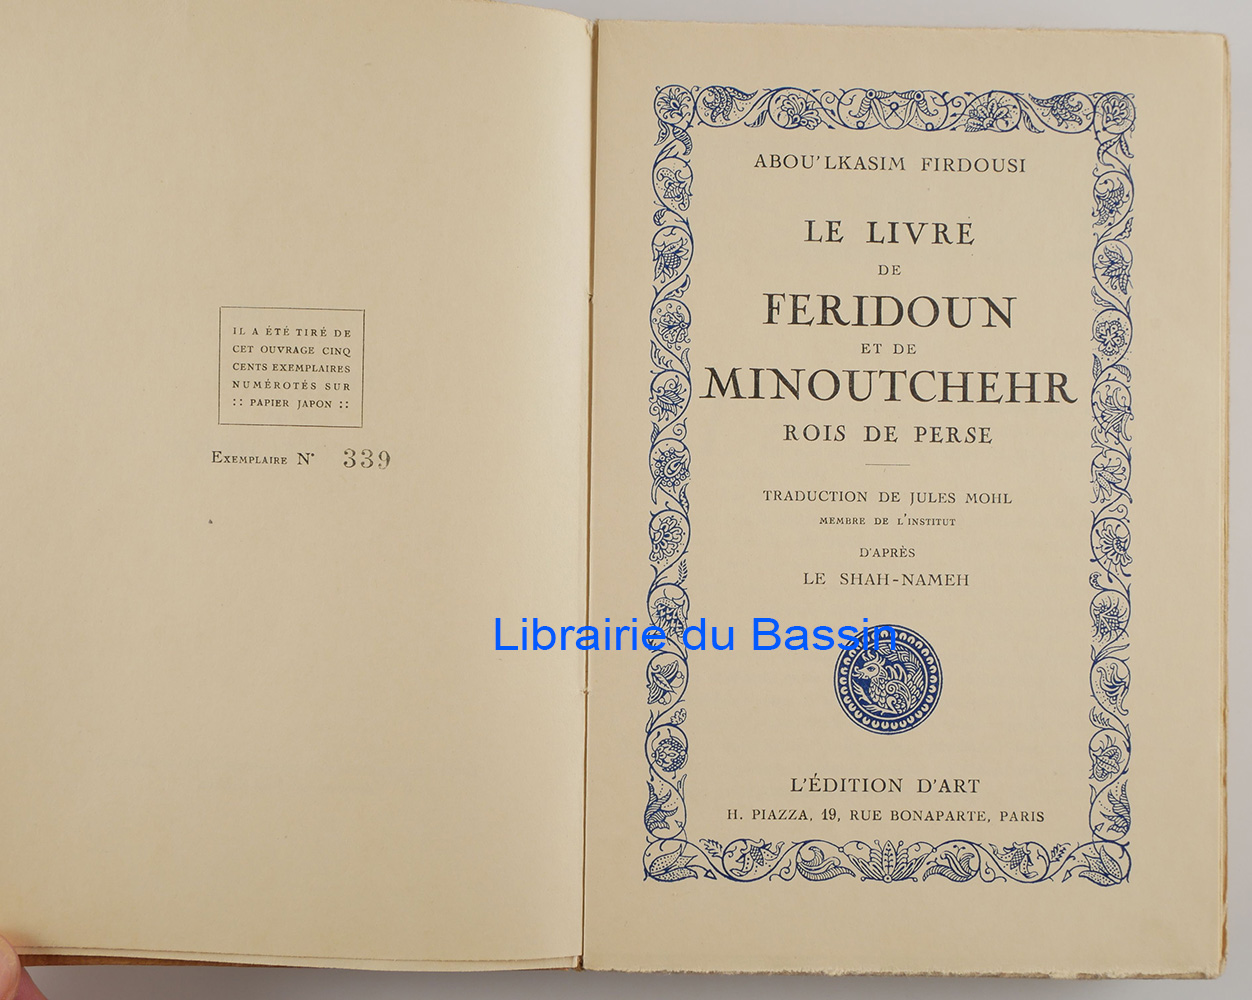 IL A ÉTÉ TIRÉ DE
CET OUVRAGE CINQ
CENTS EXEMPLAIRES
NUMÉROTÉS SUR
:: PAPIER JAPON ::
EXEMPLAIRE N° 339
ABOU'LKASIM FIRDOUSI
LE LIVRE
DE
FERIDOUN
ET DE
MINOUTCHEHR
ROIS DE PERSE
TRADUCTION DE JULES MOHL
MEMBRE DE L'INSTITUT
D'APRÈS
LE SHAH-NAMEH
Librairie du Bassin
L'ÉDITION D'ART
H. PIAZZA, 19, RUE BONAPARTE, PARIS